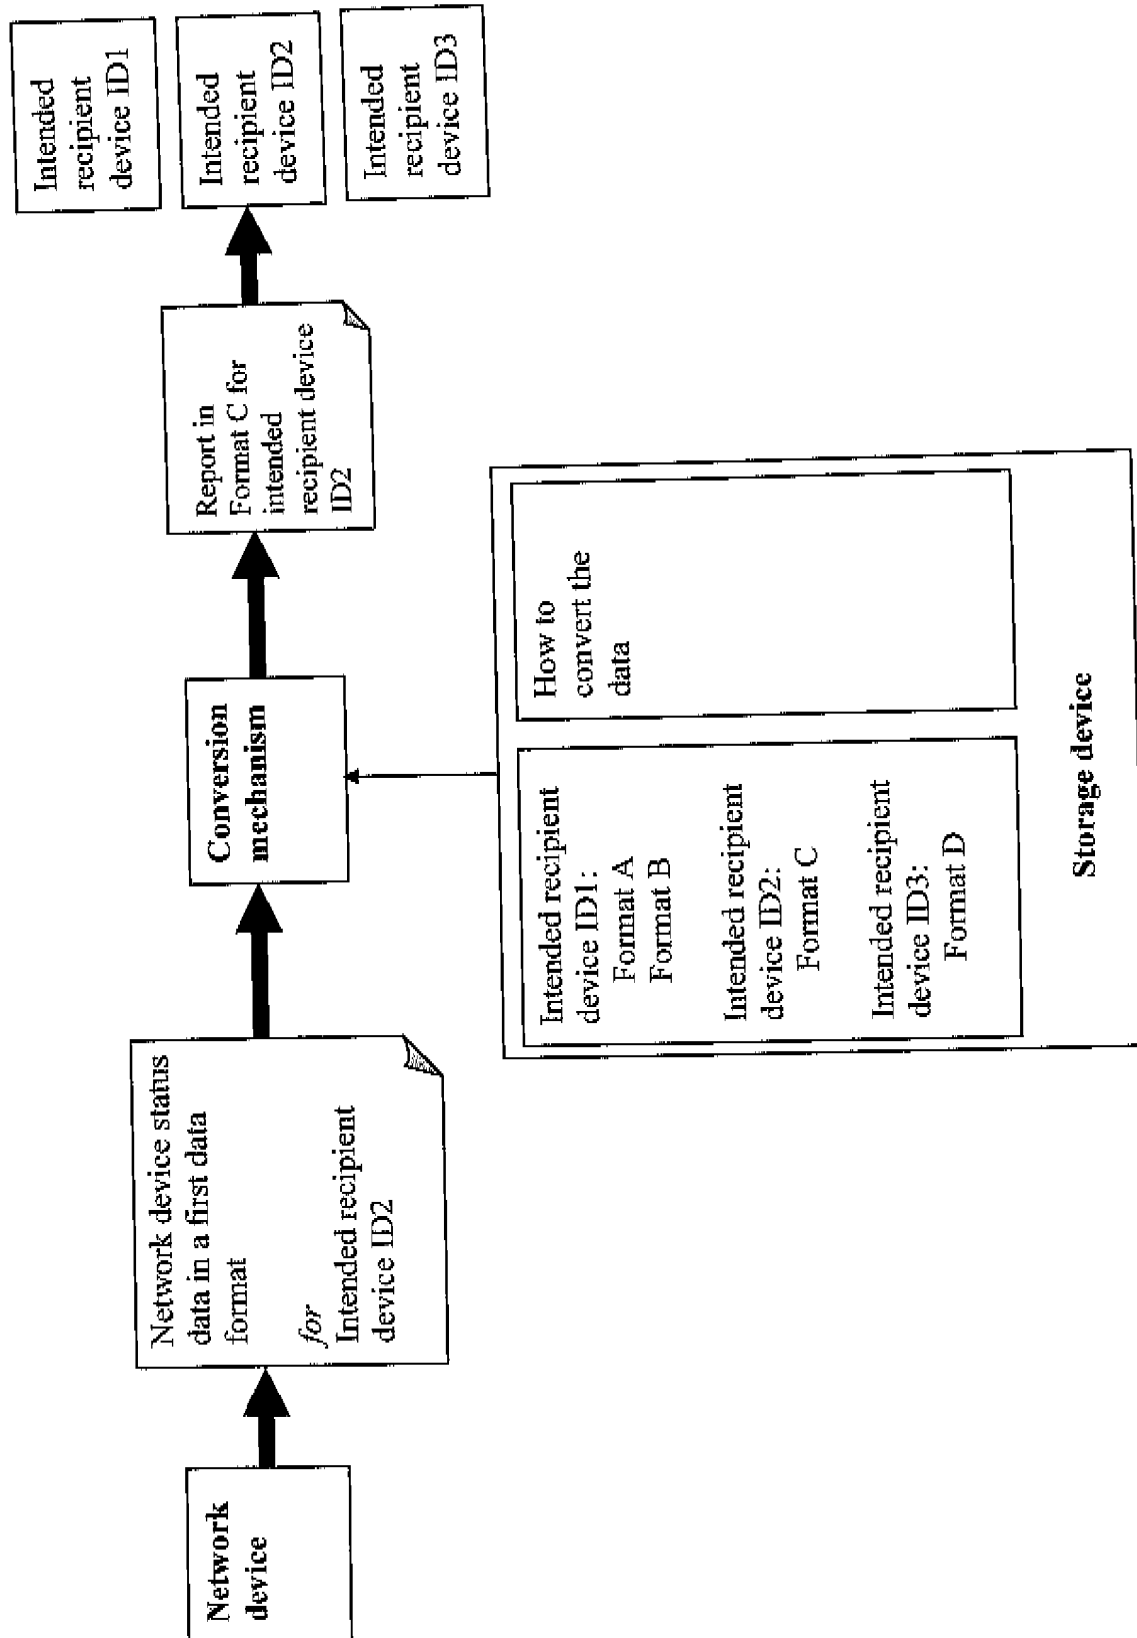 Network
device
Network device status
data in a first data
format
for
Intended recipient
device ID2
Conversion
mechanism
Report in
Format C for
intended
recipient device
ID2
Intended
recipient
device ID1
Intended
recipient
device ID2
Intended
recipient
device ID3
Intended recipient
device ID1:
Format A
Format B
Intended recipient
device ID2:
Format C
Intended recipient
device ID3:
Format D
How to
convert the
data
Storage device